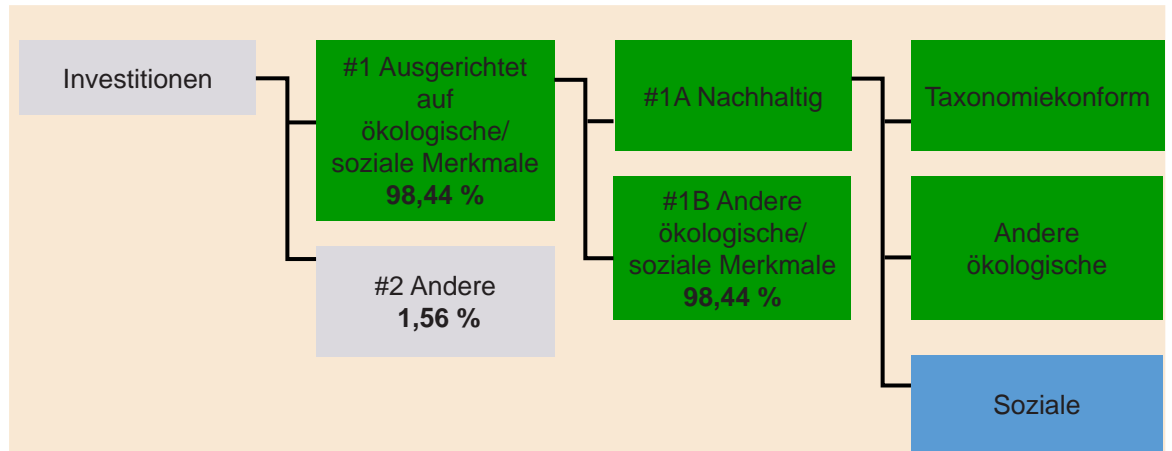 Investitionen
#1 Ausgerichtet
auf
ökologische/
soziale Merkmale
98,44 %
#2 Andere
1,56 %
#1A Nachhaltig
#1B Andere
ökologische/
soziale Merkmale
98,44 %
Taxonomiekonform
Andere
ökologische
Soziale